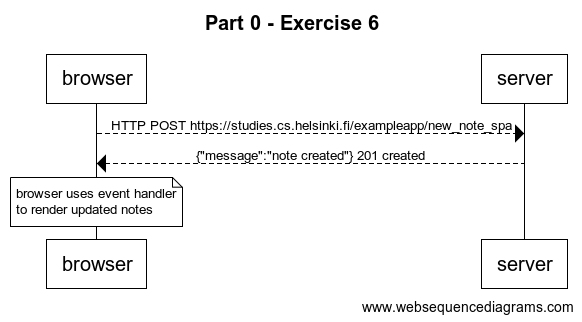 Part 0 - Exercise 6
browser
server
HTTP POST https://studies.cs.helsinki.fi/exampleapp/new_note_spa
{"message":"note created"} 201 created
browser uses event handler
to render updated notes
browser
server
www.websequencediagrams.com